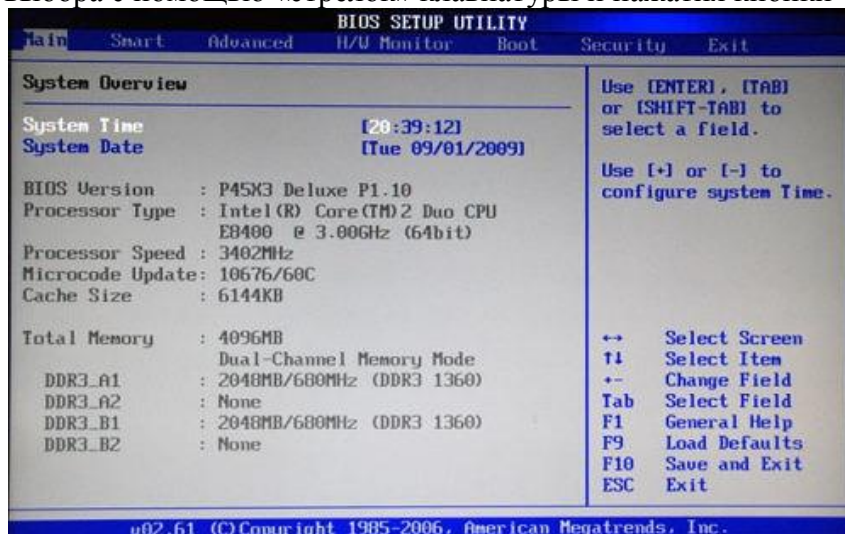 выбора с помощью «стрелок» клавиатуры и нажатия кнопки
BIOS SETUP UTILITY
Main Smart Advanced H/W Monitor Boot Security Exit
System Overview
System Time [20:39:12]
System Date [Tue 09/01/2009]
BIOS Version : P45X3 Deluxe P1.10
Processor Type : Intel(R) Core(TM)2 Duo CPU
E8400 @ 3.00GHz (64bit)
Processor Speed : 3402MHz
Microcode Update: 10676/60C
Cache Size : 6144KB
Total Memory : 4096MB
Dual-Channel Memory Mode
DDR3_A1 : 2048MB/680MHz (DDR3 1360)
DDR3_A2 : None
DDR3_B1 : 2048MB/680MHz (DDR3 1360)
DDR3_B2 : None
Use [ENTER], [TAB]
or [SHIFT-TAB] to
select a field.
Use [+] or [-] to
configure system Time.
↔ Select Screen
↑↓ Select Item
+- Change Field
Tab Select Field
F1 General Help
F9 Load Defaults
F10 Save and Exit
ESC Exit
v02.61 (C)Copyright 1985-2006, American Megatrends, Inc.